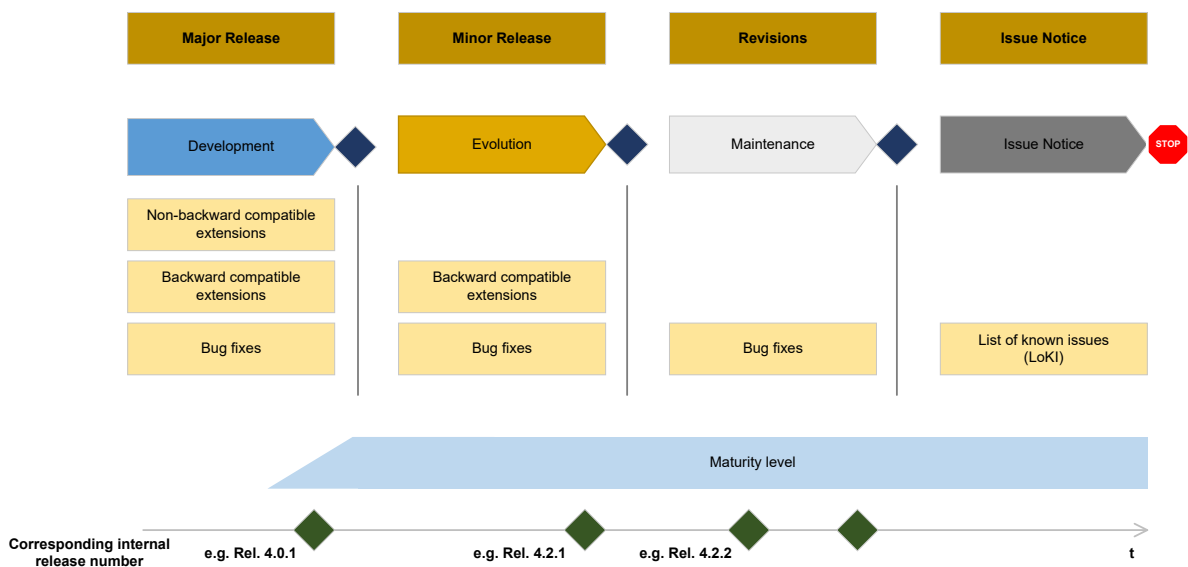 Major Release
Minor Release
Revisions
Issue Notice
Development
Evolution
Maintenance
Issue Notice
STOP
Non-backward compatible
extensions
Backward compatible
extensions
Backward compatible
extensions
Bug fixes
Bug fixes
Bug fixes
List of known issues
(LoKI)
Maturity level
Corresponding internal
release number
e.g. Rel. 4.0.1
e.g. Rel. 4.2.1
e.g. Rel. 4.2.2
t